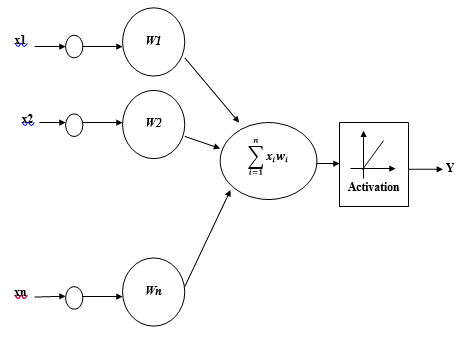 x1
W1
x2
W2
n
∑ xᵢwᵢ
i=1
Activation
Y
xn
Wn